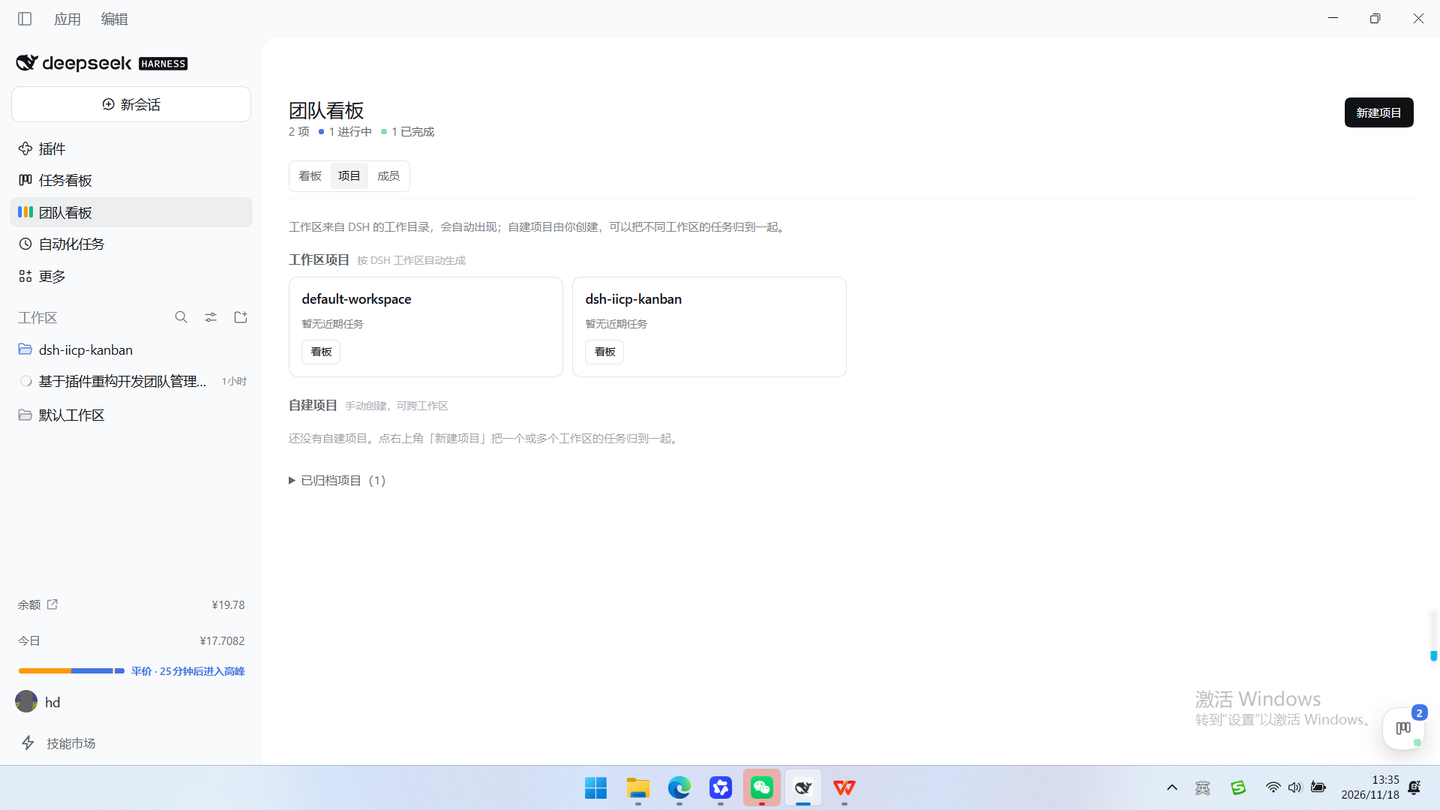 应用 编辑
deepseek HARNESS
新会话
插件
任务看板
团队看板
自动化任务
更多
工作区
dsh-iicp-kanban
基于插件重构开发团队管理... 1小时
默认工作区
余额 ¥19.78
今日 ¥17.7082
平价 · 25分钟后进入高峰
hd
技能市场
团队看板
新建项目
2 项 1 进行中 1 已完成
看板 项目 成员
工作区来自 DSH 的工作目录，会自动出现；自建项目由你创建，可以把不同工作区的任务归到一起。
工作区项目 按 DSH 工作区自动生成
default-workspace
暂无近期任务
看板
dsh-iicp-kanban
暂无近期任务
看板
自建项目 手动创建，可跨工作区
还没有自建项目。点右上角「新建项目」把一个或多个工作区的任务归到一起。
已归档项目（1）
激活 Windows
转到"设置"以激活 Windows。
2
英
13:35
2026/11/18